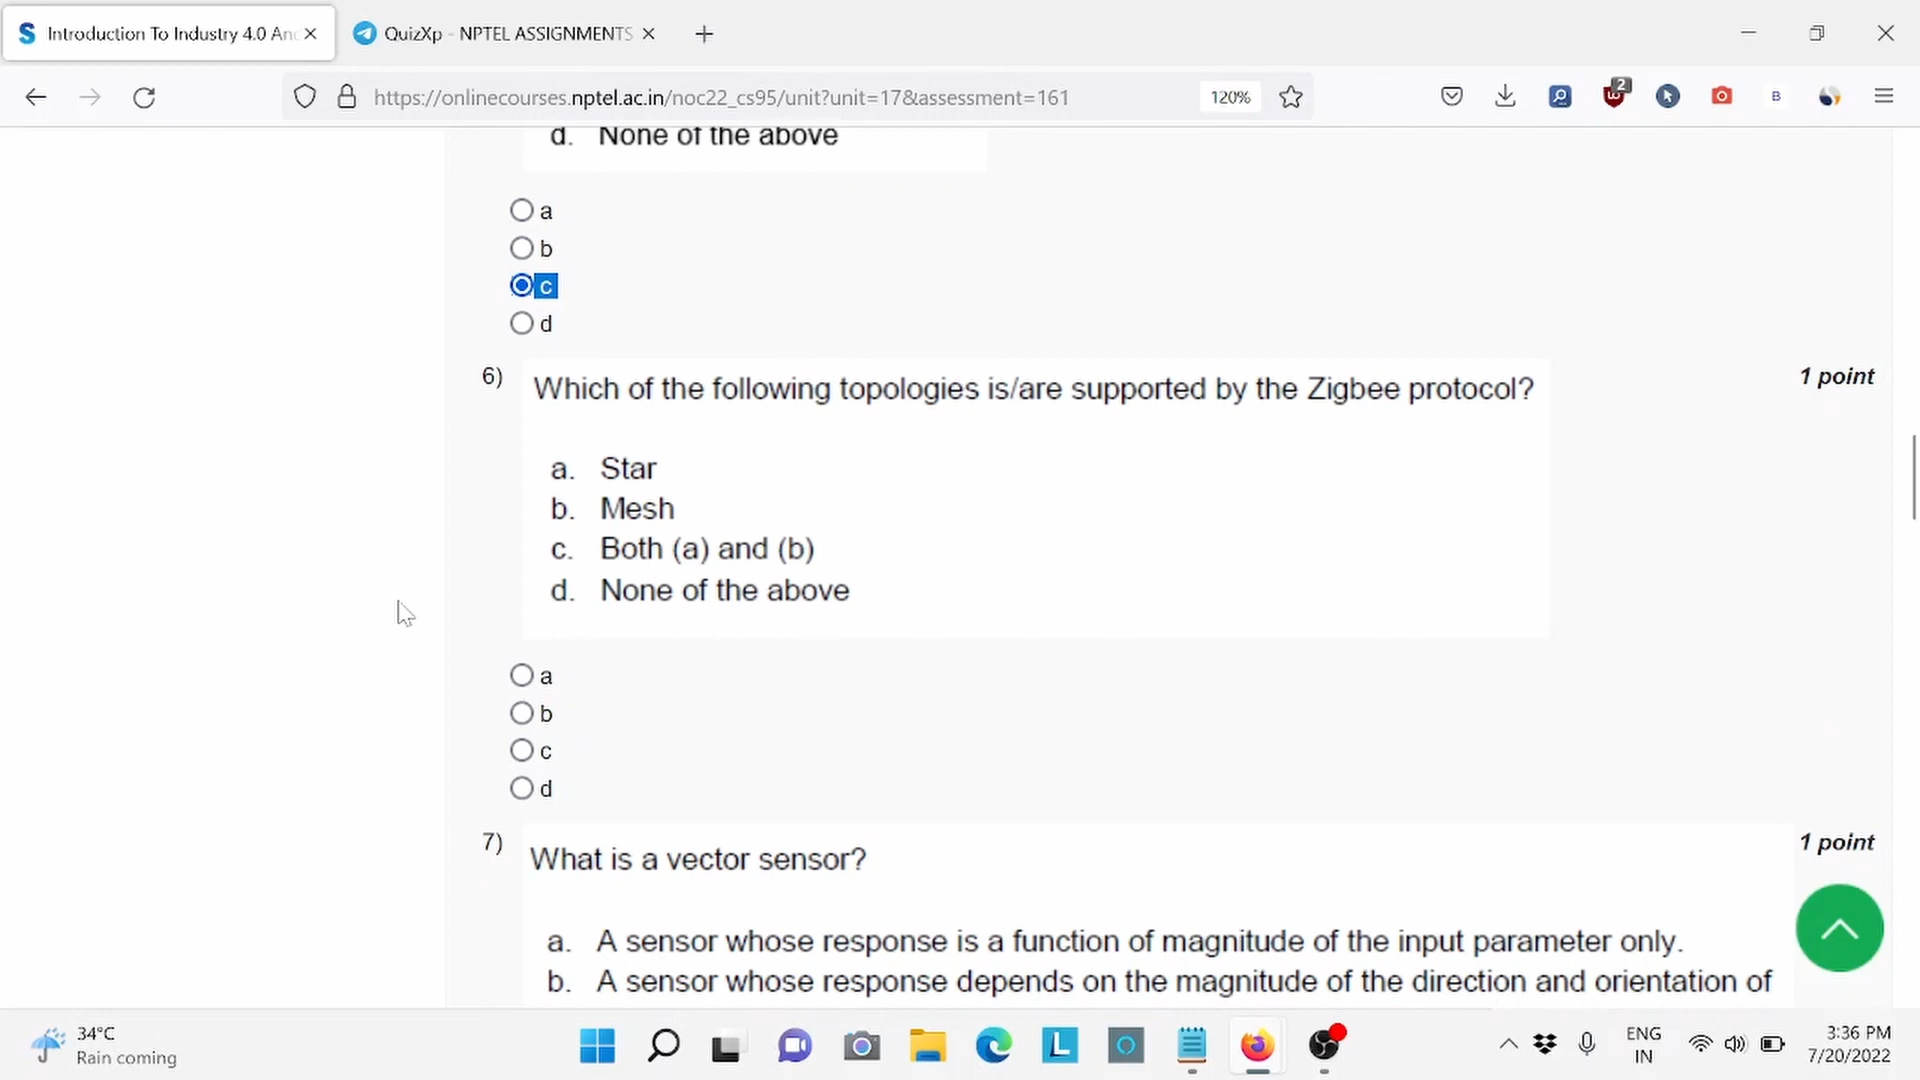 Introduction To Industry 4.0 And
QuizXp - NPTEL ASSIGNMENTS
https://onlinecourses.nptel.ac.in/noc22_cs95/unit?unit=17&assessment=161
120%
2
B
d. None of the above
a
b
c
d
6) Which of the following topologies is/are supported by the Zigbee protocol? 1 point
a. Star
b. Mesh
c. Both (a) and (b)
d. None of the above
a
b
c
d
7) What is a vector sensor? 1 point
a. A sensor whose response is a function of magnitude of the input parameter only.
b. A sensor whose response depends on the magnitude of the direction and orientation of
34°C
Rain coming
L
ENG
IN
3:36 PM
7/20/2022